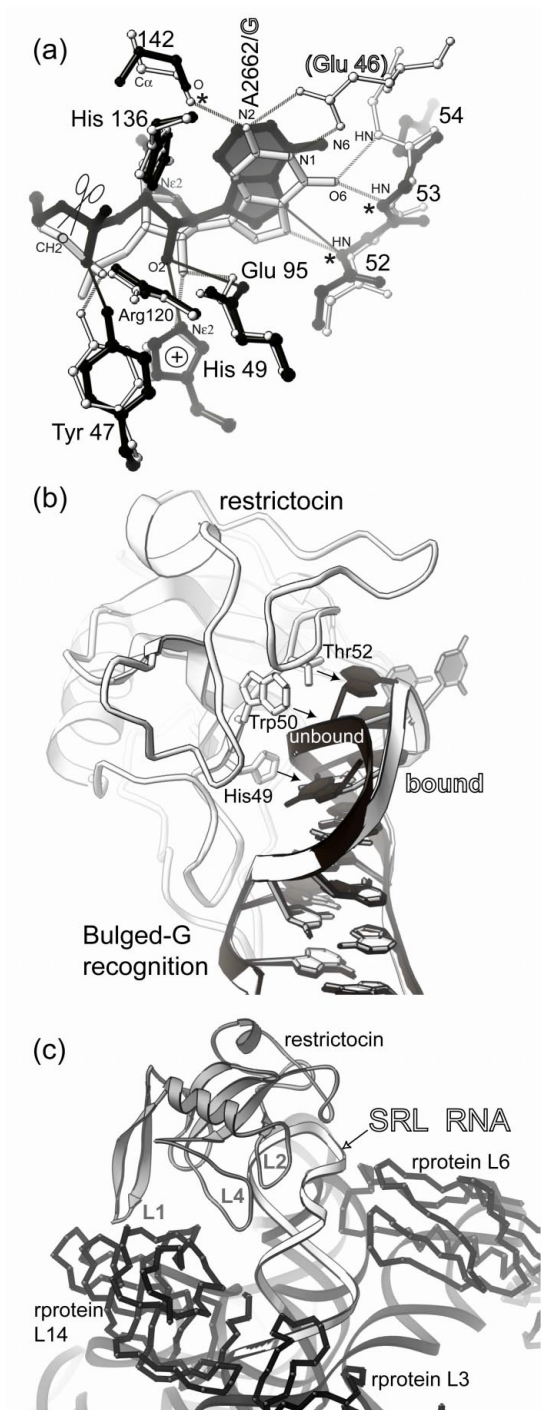 (a)
142
Cα
O
*
A2662/G
(Glu 46)
His 136
N2
54
HN
N6
N1
Nε2
HN
53
O6
*
CH2
HN
*
O2
Glu 95
52
Arg120
Nε2
+
His 49
Tyr 47
(b)
restrictocin
Thr52
Trp50
unbound
bound
His49
Bulged-G
recognition
(c)
restrictocin
SRL RNA
L2
rprotein L6
L4
L1
rprotein
L14
rprotein L3